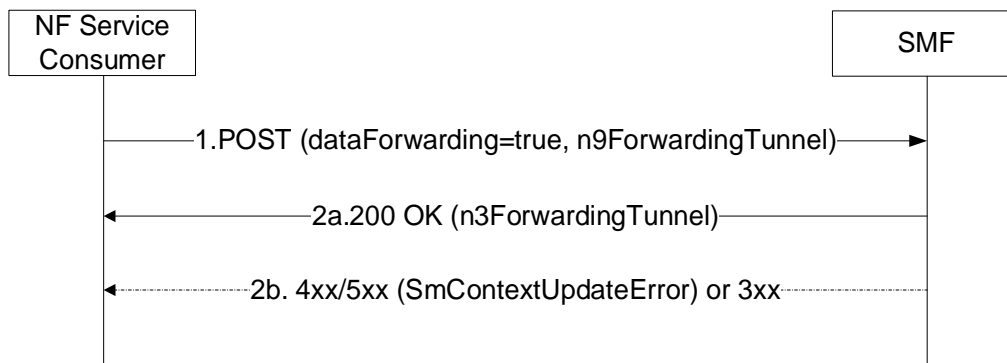 NF Service
Consumer
SMF
1.POST (dataForwarding=true, n9ForwardingTunnel)
2a.200 OK (n3ForwardingTunnel)
2b. 4xx/5xx (SmContextUpdateError) or 3xx